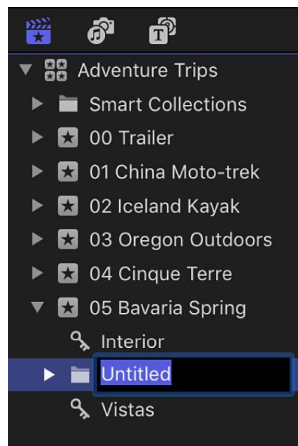 Adventure Trips
Smart Collections
00 Trailer
01 China Moto-trek
02 Iceland Kayak
03 Oregon Outdoors
04 Cinque Terre
05 Bavaria Spring
Interior
Untitled
Vistas